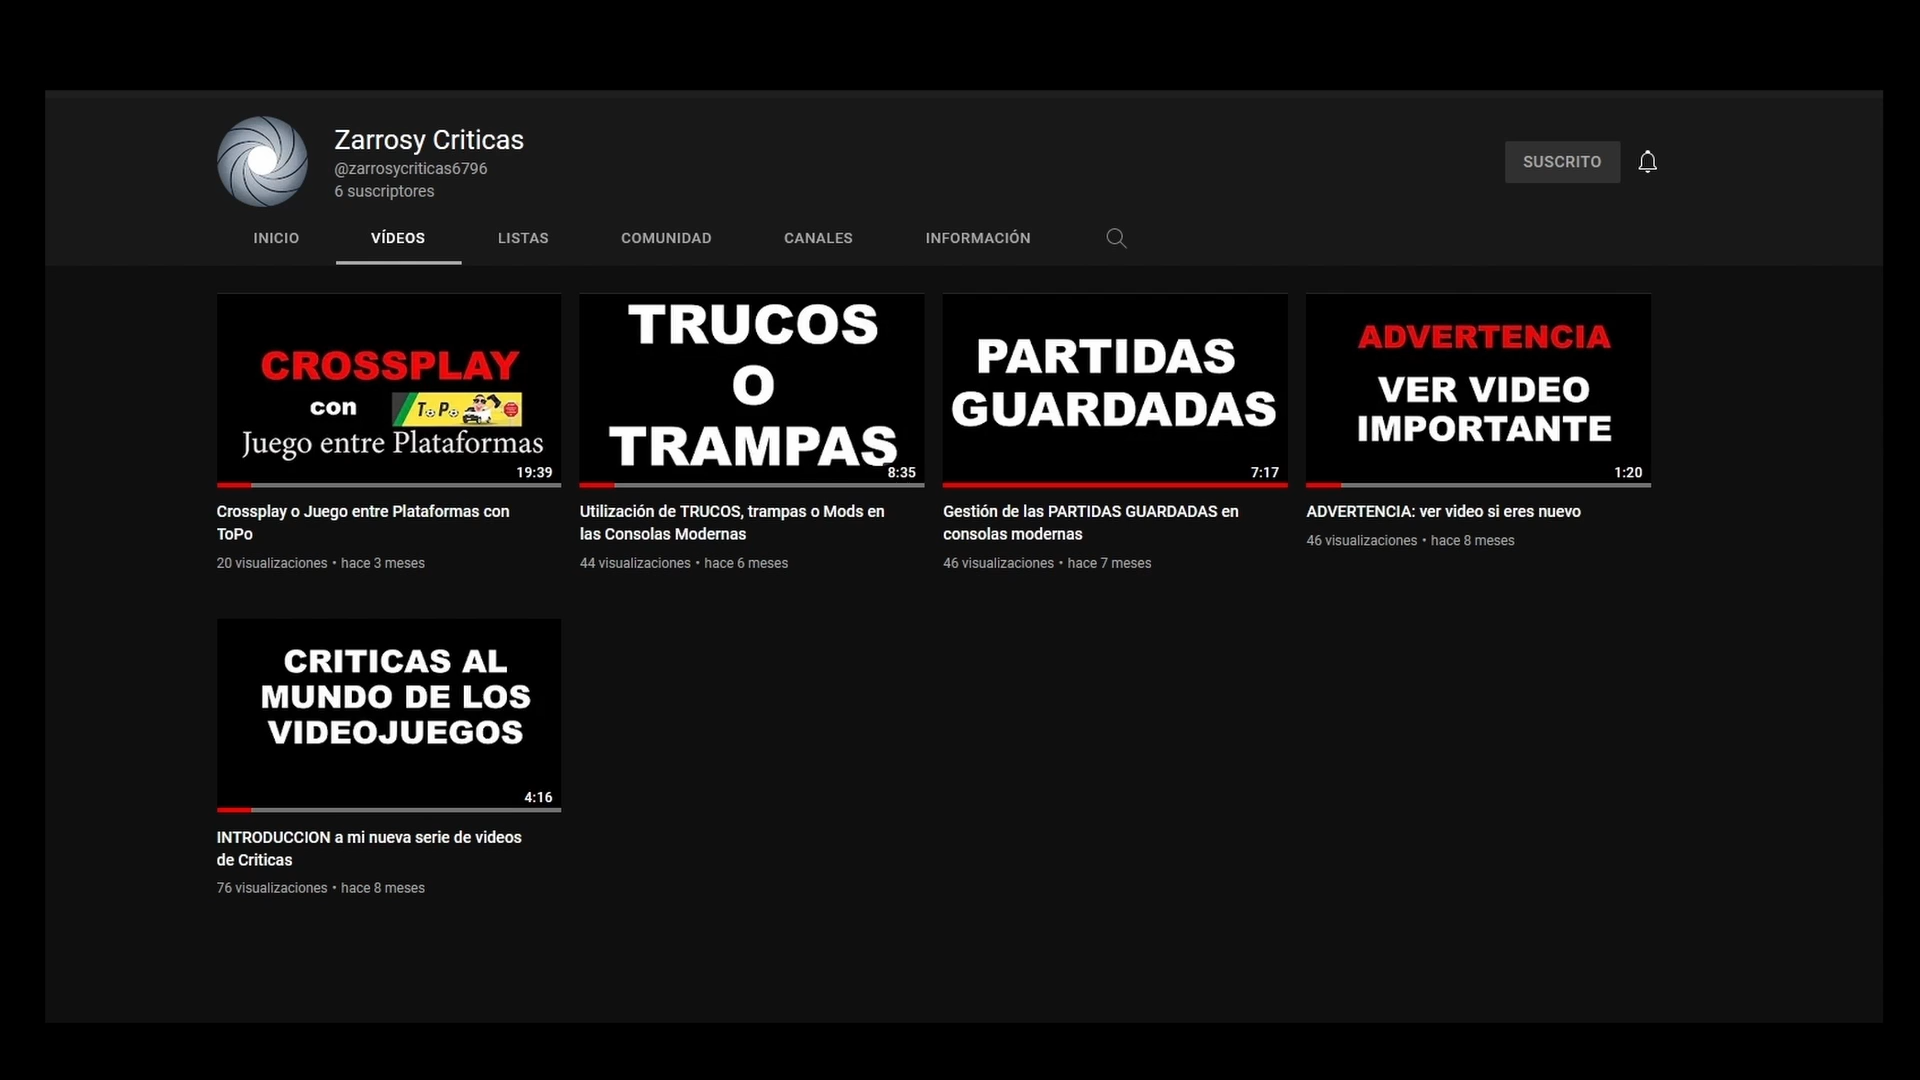 Zarrosy Criticas
@zarrosycriticas6796
6 suscriptores
SUSCRITO
INICIO
VÍDEOS
LISTAS
COMUNIDAD
CANALES
INFORMACIÓN
CROSSPLAY
con ToPo
Juego entre Plataformas
19:39
Crossplay o Juego entre Plataformas con
ToPo
20 visualizaciones • hace 3 meses
TRUCOS
O
TRAMPAS
8:35
Utilización de TRUCOS, trampas o Mods en
las Consolas Modernas
44 visualizaciones • hace 6 meses
PARTIDAS
GUARDADAS
7:17
Gestión de las PARTIDAS GUARDADAS en
consolas modernas
46 visualizaciones • hace 7 meses
ADVERTENCIA
VER VIDEO
IMPORTANTE
1:20
ADVERTENCIA: ver video si eres nuevo
46 visualizaciones • hace 8 meses
CRITICAS AL
MUNDO DE LOS
VIDEOJUEGOS
4:16
INTRODUCCION a mi nueva serie de videos
de Criticas
76 visualizaciones • hace 8 meses